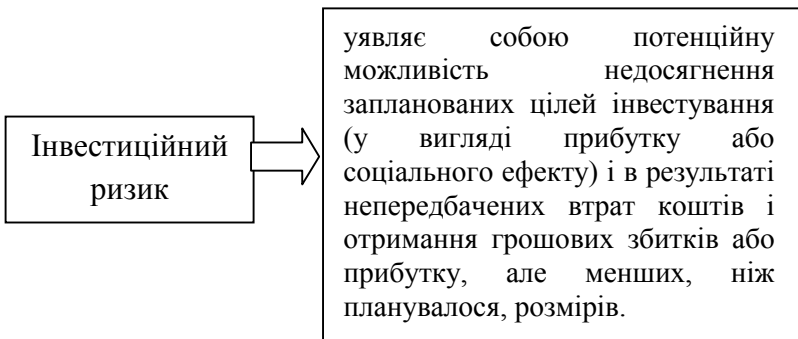 Інвестиційний
ризик
уявляє собою потенційну
можливість недосягнення
запланованих цілей інвестування
(у вигляді прибутку або
соціального ефекту) і в результаті
непередбачених втрат коштів і
отримання грошових збитків або
прибутку, але менших, ніж
планувалося, розмірів.